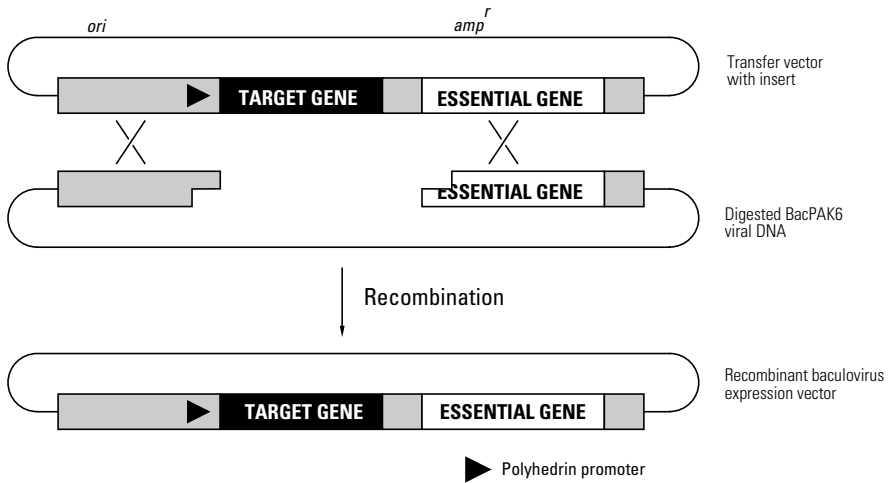 ori
amp^r
Transfer vector
with insert
TARGET GENE
ESSENTIAL GENE
ESSENTIAL GENE
Digested BacPAK6
viral DNA
Recombination
Recombinant baculovirus
expression vector
TARGET GENE
ESSENTIAL GENE
Polyhedrin promoter